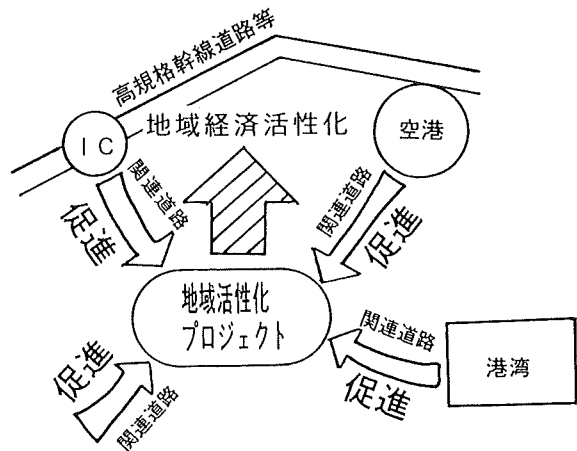 高規格幹線道路等
IC
地域経済活性化
空港
関連道路
促進
関連道路
促進
地域活性化
プロジェクト
関連道路
促進
港湾
促進
関連道路